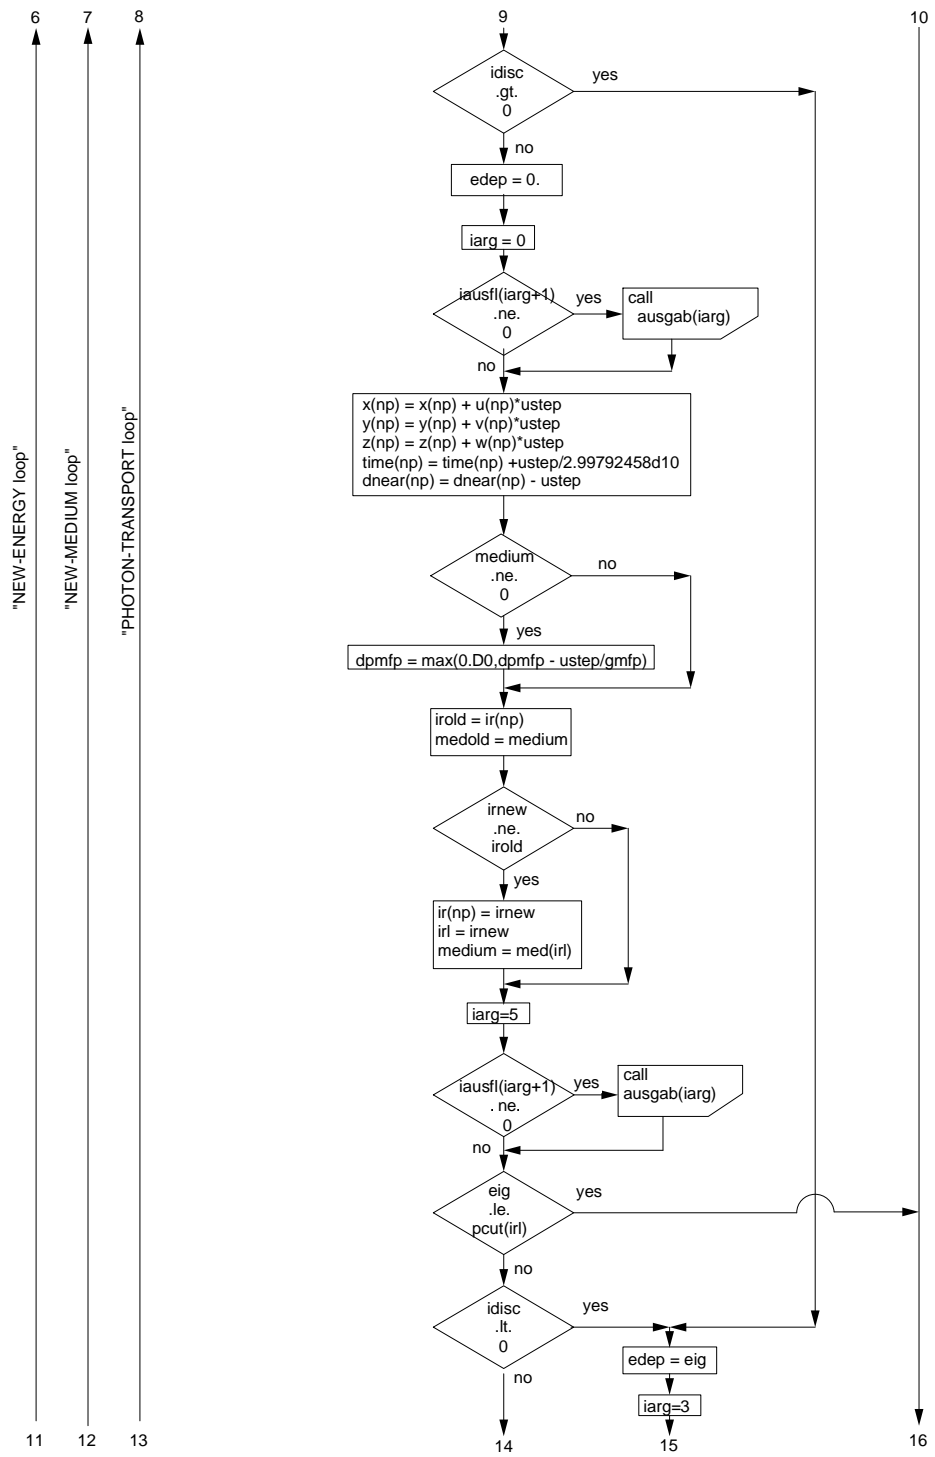 6
7
8
9
10
idisc
.gt.
0
yes
no
edep = 0.
iarg = 0
iausfl(iarg+1)
.ne.
0
yes
call
ausgab(iarg)
no
x(np) = x(np) + u(np)*ustep
y(np) = y(np) + v(np)*ustep
z(np) = z(np) + w(np)*ustep
time(np) = time(np) +ustep/2.99792458d10
dnear(np) = dnear(np) - ustep
"NEW-ENERGY loop"
"NEW-MEDIUM loop"
"PHOTON-TRANSPORT loop"
medium
.ne.
0
no
yes
dpmfp = max(0.D0,dpmfp - ustep/gmfp)
irold = ir(np)
medold = medium
irnew
.ne.
irold
no
yes
ir(np) = irnew
irl = irnew
medium = med(irl)
iarg=5
iausfl(iarg+1)
. ne.
0
yes
call
ausgab(iarg)
no
eig
.le.
pcut(irl)
yes
no
idisc
.lt.
0
yes
no
edep = eig
iarg=3
11
12
13
14
15
16